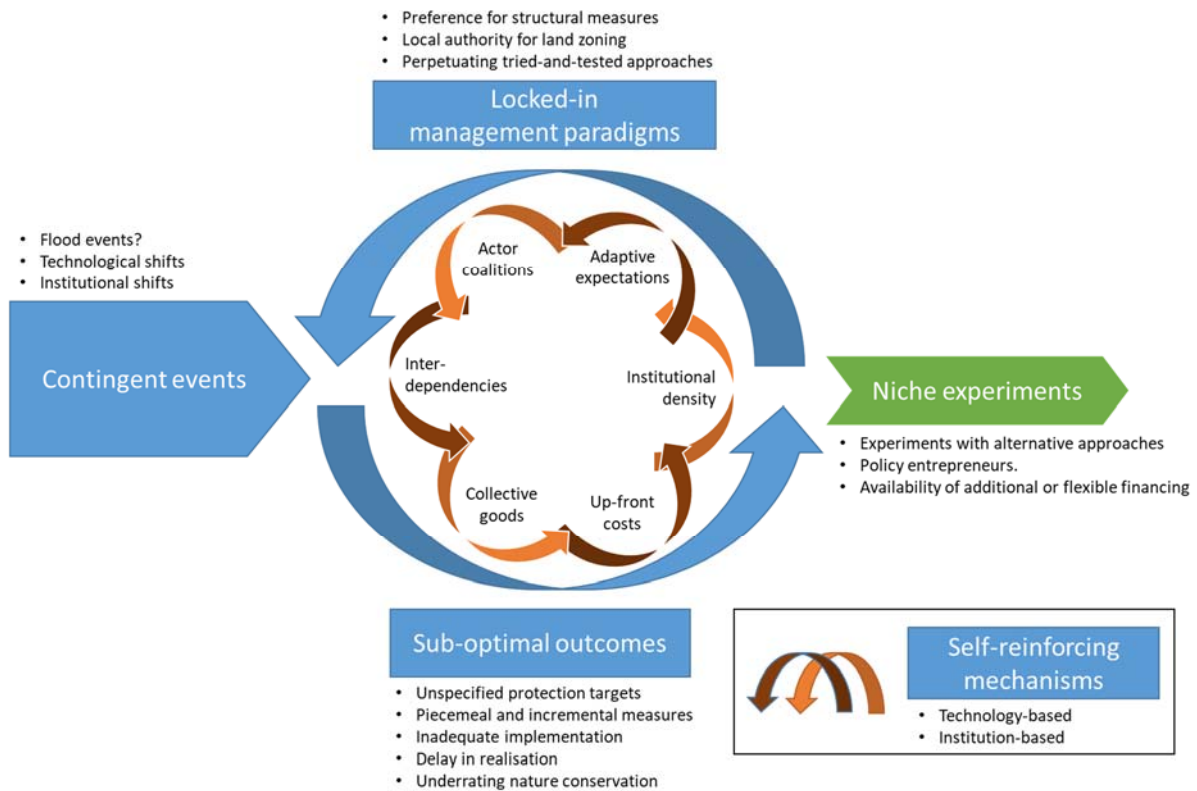 • Preference for structural measures
• Local authority for land zoning
• Perpetuating tried-and-tested approaches
Locked-in
management paradigms
• Flood events?
• Technological shifts
• Institutional shifts
Contingent events
Actor
coalitions
Adaptive
expectations
Inter-
dependencies
Institutional
density
Collective
goods
Up-front
costs
Niche experiments
• Experiments with alternative approaches
• Policy entrepreneurs.
• Availability of additional or flexible financing
Sub-optimal outcomes
• Unspecified protection targets
• Piecemeal and incremental measures
• Inadequate implementation
• Delay in realisation
• Underrating nature conservation
Self-reinforcing
mechanisms
• Technology-based
• Institution-based